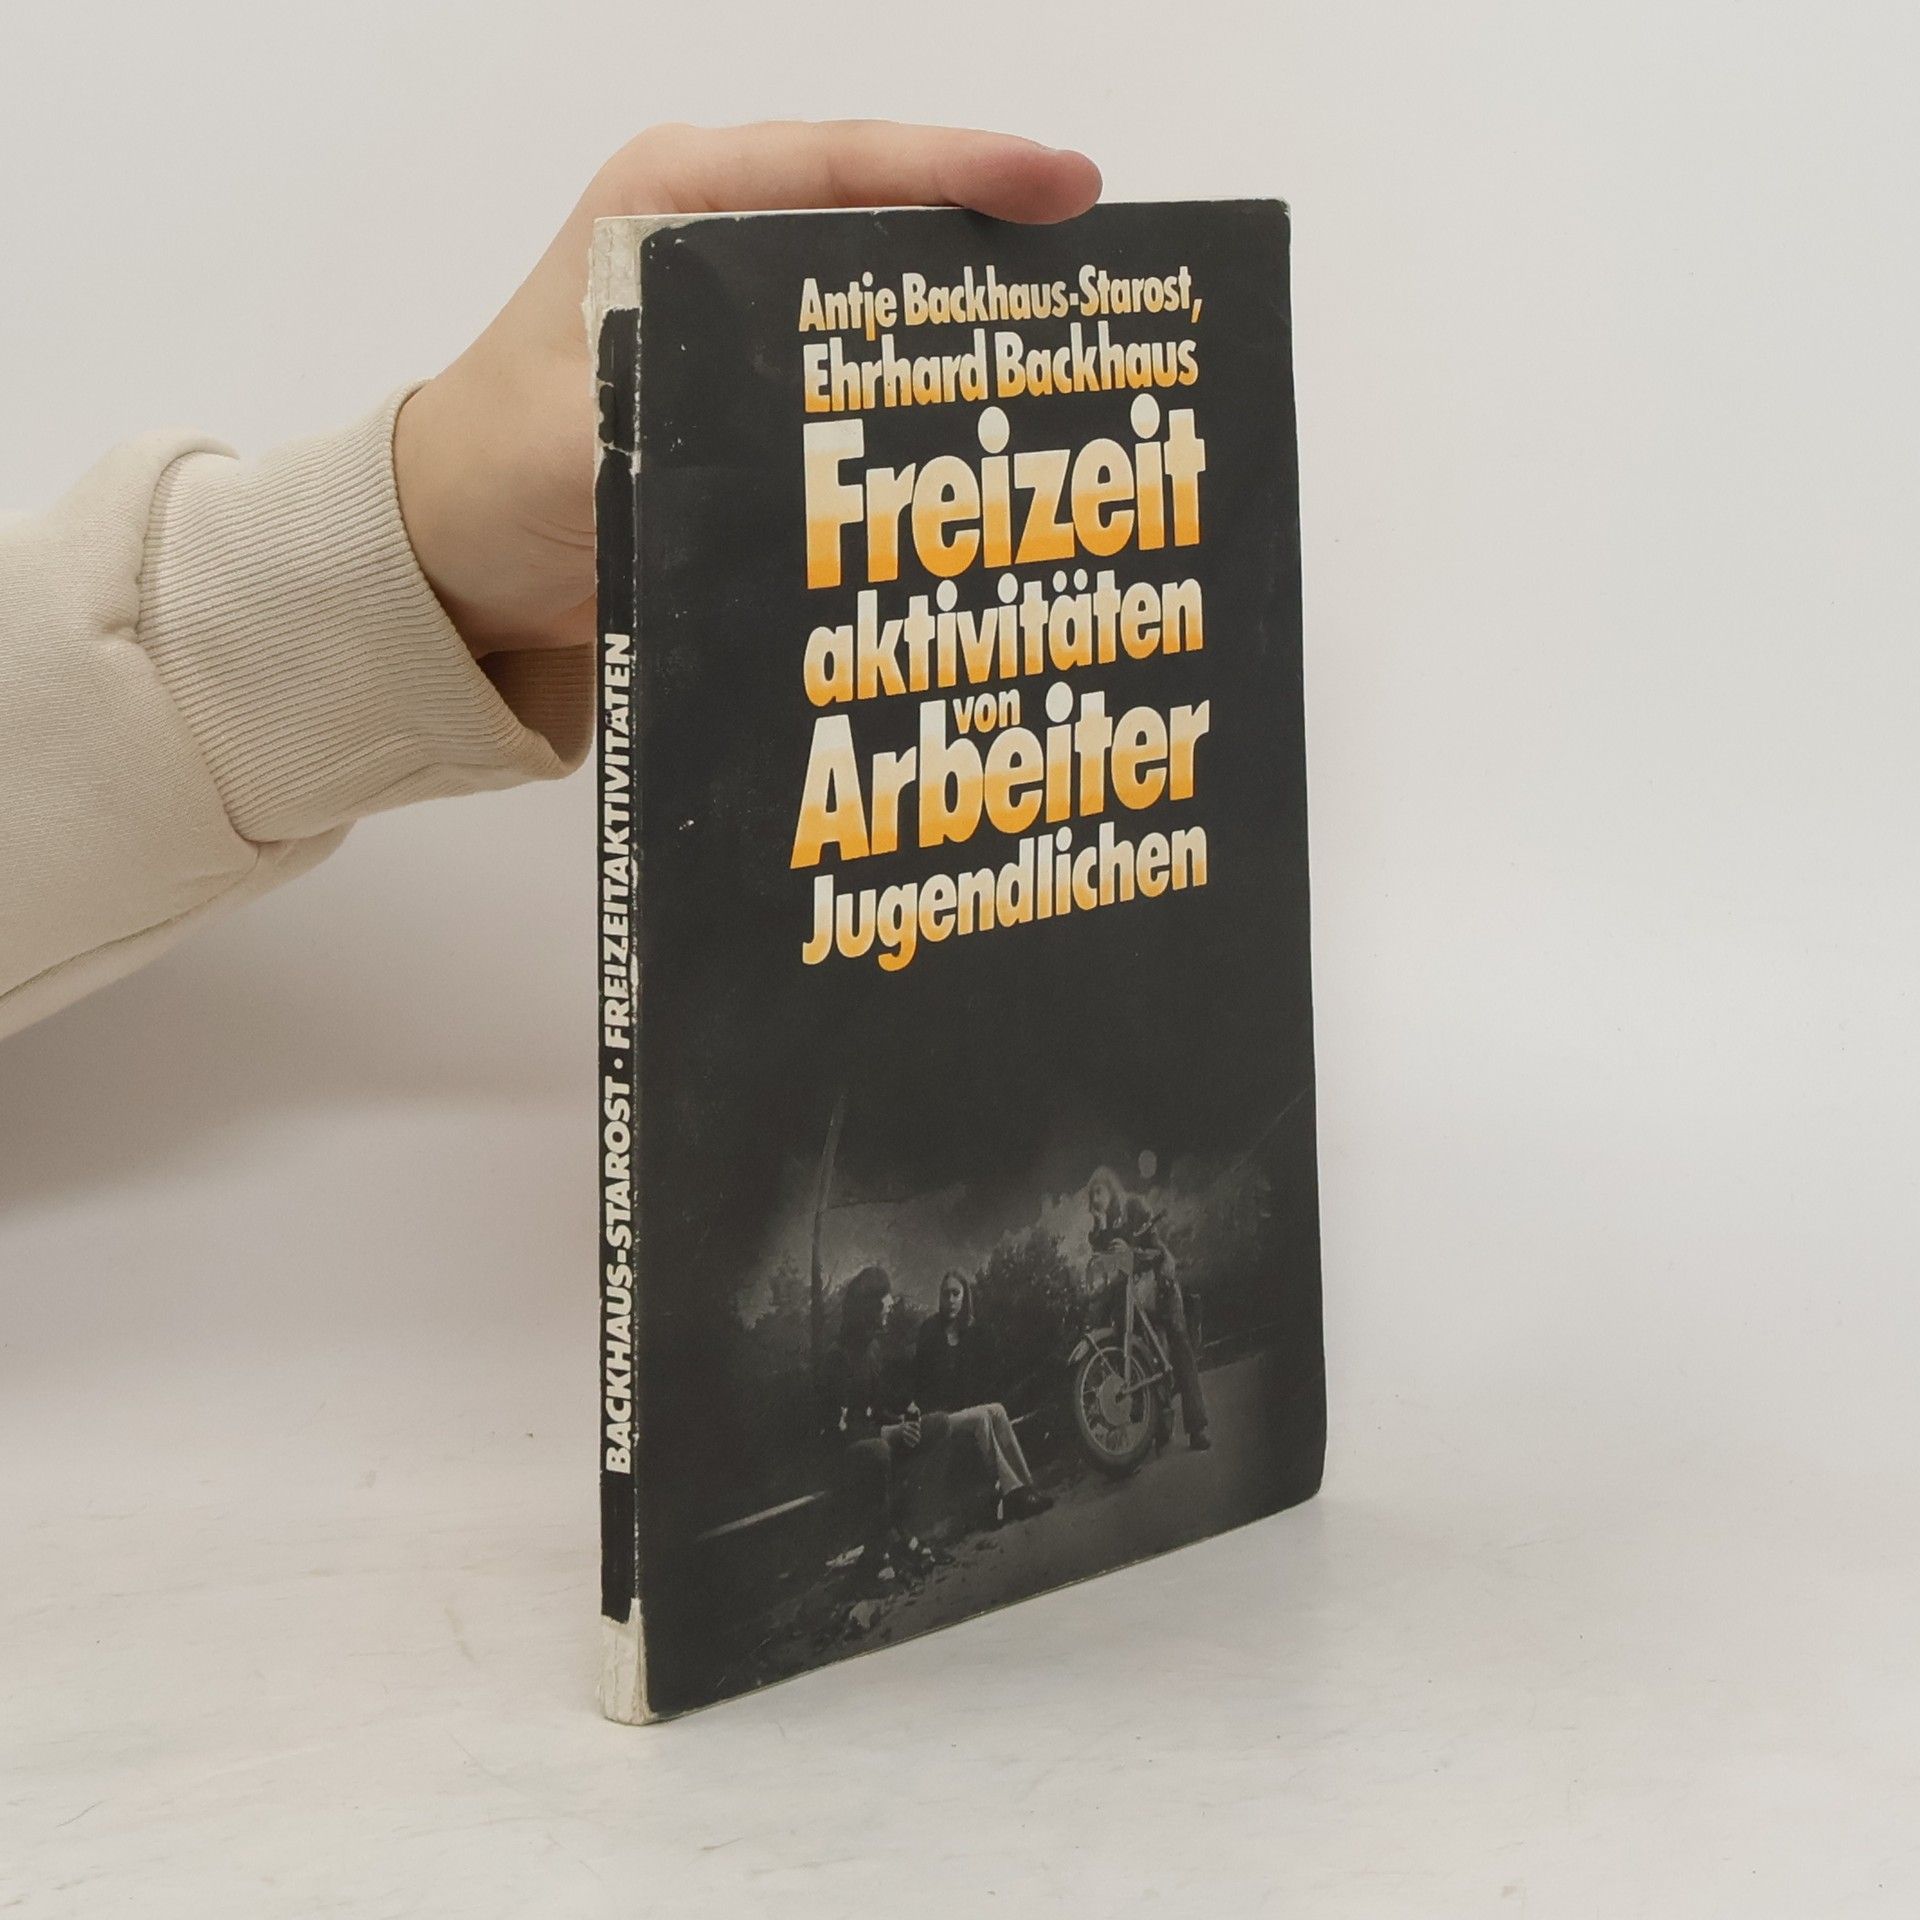 Antje Backhaus-Starost,
Ehrhard Backhaus
Freizeit
aktivitäten
von
Arbeiter
Jugendlichen
BACKHAUS-STAROST · FREIZEITAKTIVITÄTEN